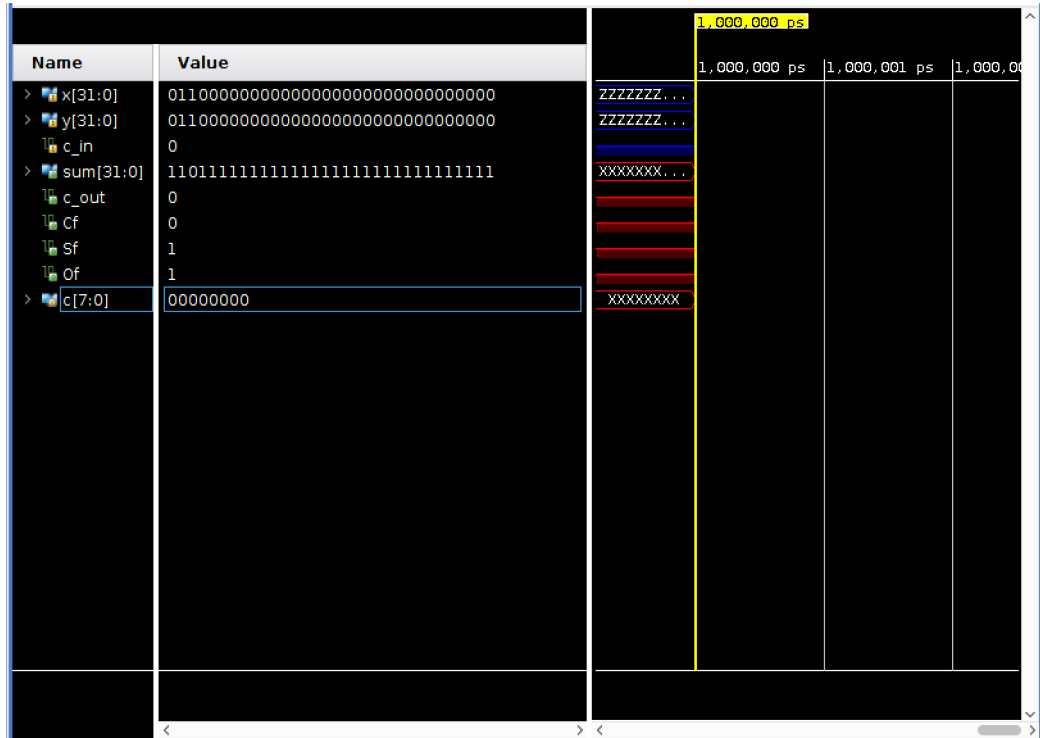 1,000,000 ps
Name Value 1,000,000 ps 1,000,001 ps 1,000,00
x[31:0] 01100000000000000000000000000000 ZZZZZZZ...
y[31:0] 01100000000000000000000000000000 ZZZZZZZ...
c_in 0
sum[31:0] 11011111111111111111111111111111 XXXXXXX...
c_out 0
Cf 0
Sf 1
Of 1
c[7:0] 00000000 XXXXXXXX